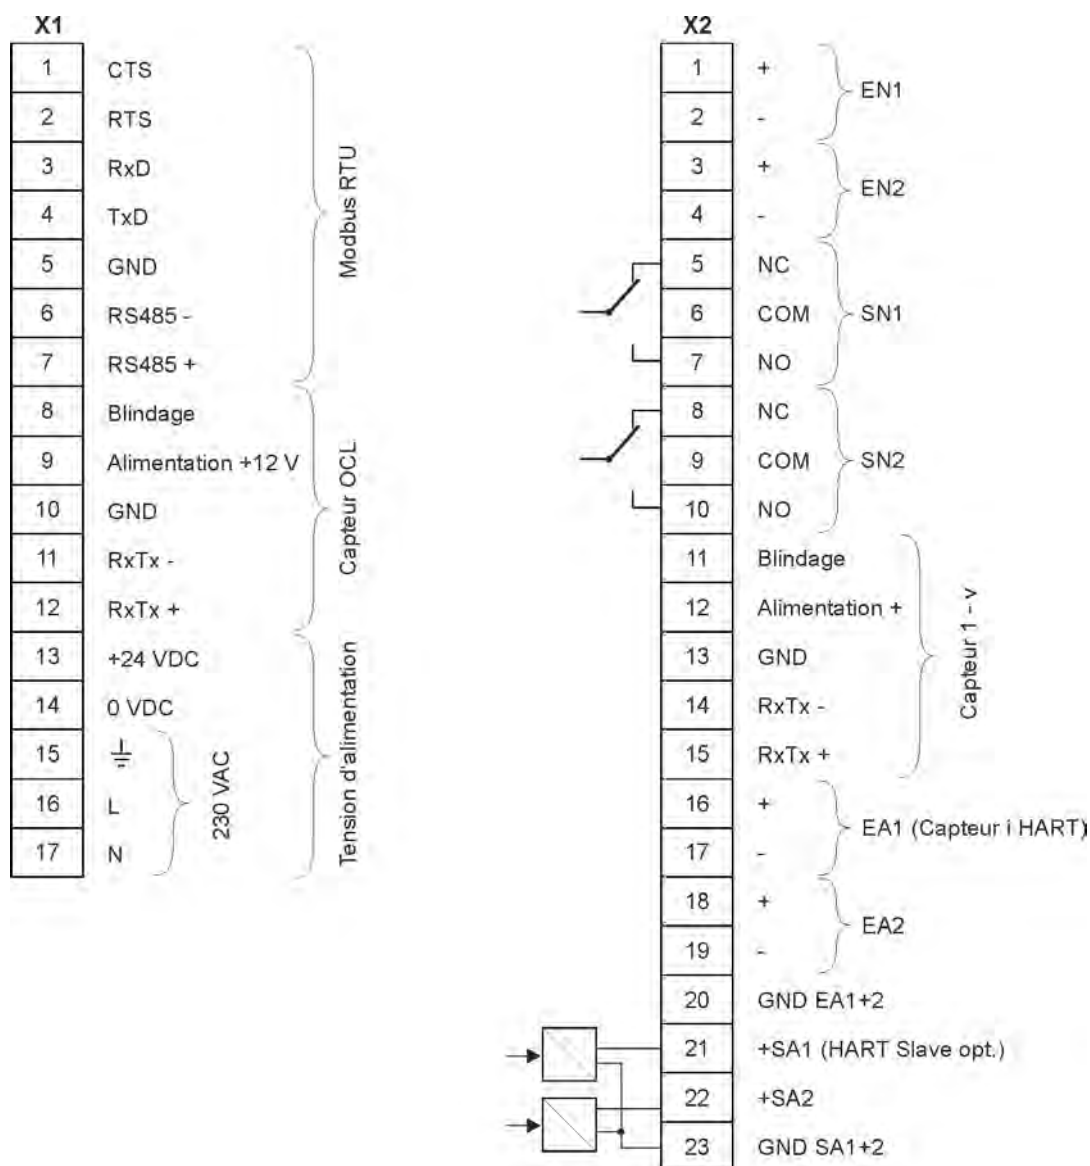 X1
1 CTS
2 RTS
3 RxD
4 TxD
5 GND
6 RS485 -
7 RS485 +
Modbus RTU
8 Blindage
9 Alimentation +12 V
10 GND
11 RxTx -
12 RxTx +
Capteur OCL
13 +24 VDC
14 0 VDC
15
16 L
17 N
230 VAC
Tension d'alimentation
X2
1 +
2 -
EN1
3 +
4 -
EN2
5 NC
6 COM
7 NO
SN1
8 NC
9 COM
10 NO
SN2
11 Blindage
12 Alimentation +
13 GND
14 RxTx -
15 RxTx +
Capteur 1 - v
16 +
17 -
EA1 (Capteur i HART)
18 +
19 -
EA2
20 GND EA1+2
21 +SA1 (HART Slave opt.)
22 +SA2
23 GND SA1+2